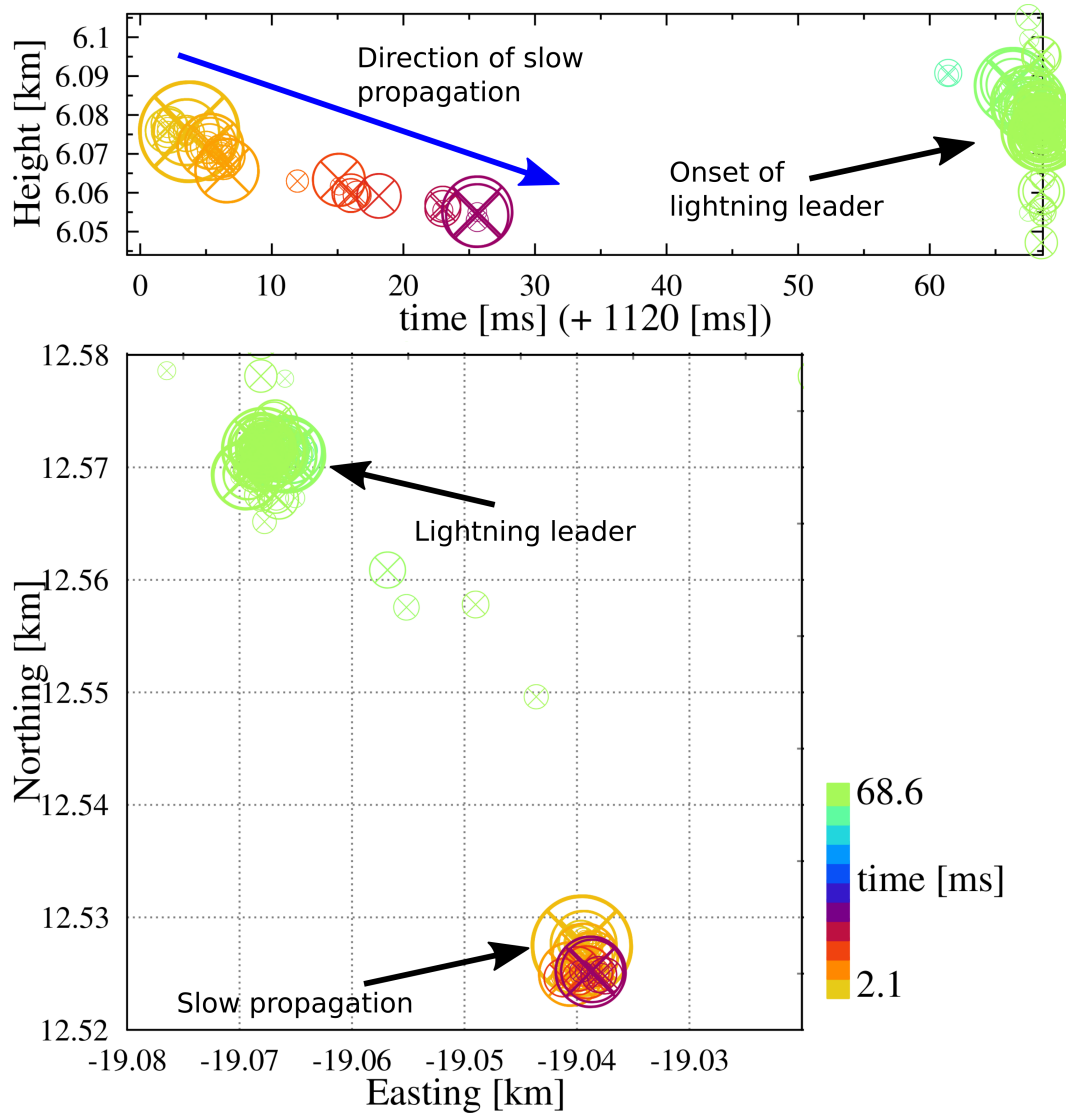 6.1
6.09
6.08
6.07
6.06
6.05
Height [km]
Direction of slow
propagation
Onset of
lightning leader
0 10 20 30 40 50 60
time [ms] (+ 1120 [ms])
12.58
12.57
12.56
12.55
12.54
12.53
12.52
Northing [km]
Lightning leader
Slow propagation
68.6
time [ms]
2.1
-19.08 -19.07 -19.06 -19.05 -19.04 -19.03
Easting [km]